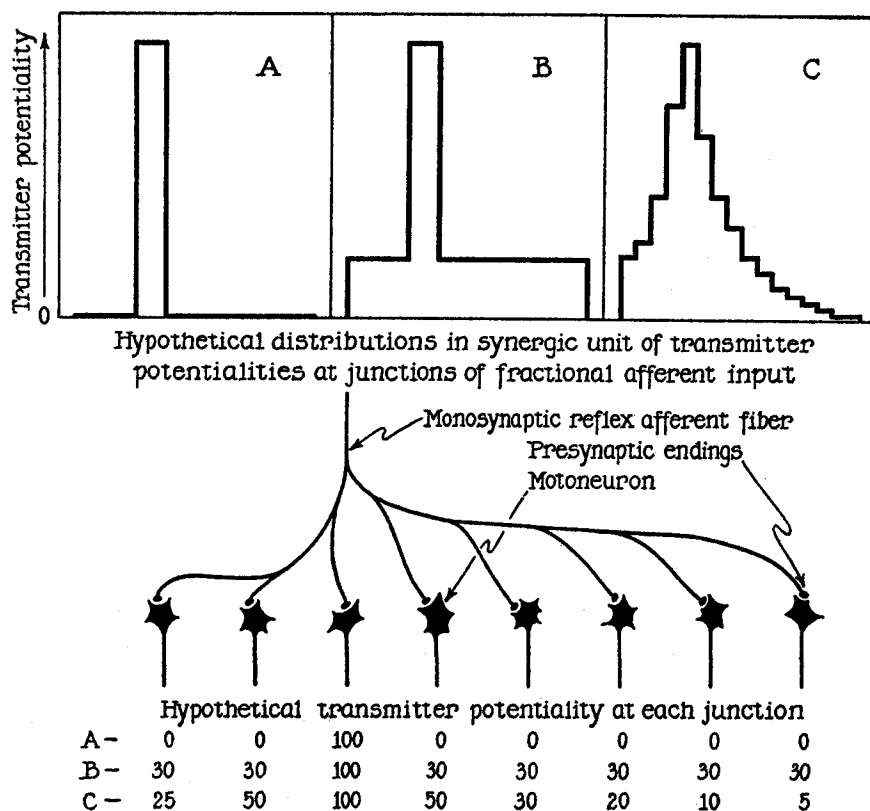 A
B
C
Transmitter potentiality
0
Hypothetical distributions in synergic unit of transmitter
potentialities at junctions of fractional afferent input
Monosynaptic reflex afferent fiber
Presynaptic endings
Motoneuron
Hypothetical transmitter potentiality at each junction
A – 0 0 100 0 0 0 0 0
B – 30 30 100 30 30 30 30 30
C – 25 50 100 50 30 20 10 5